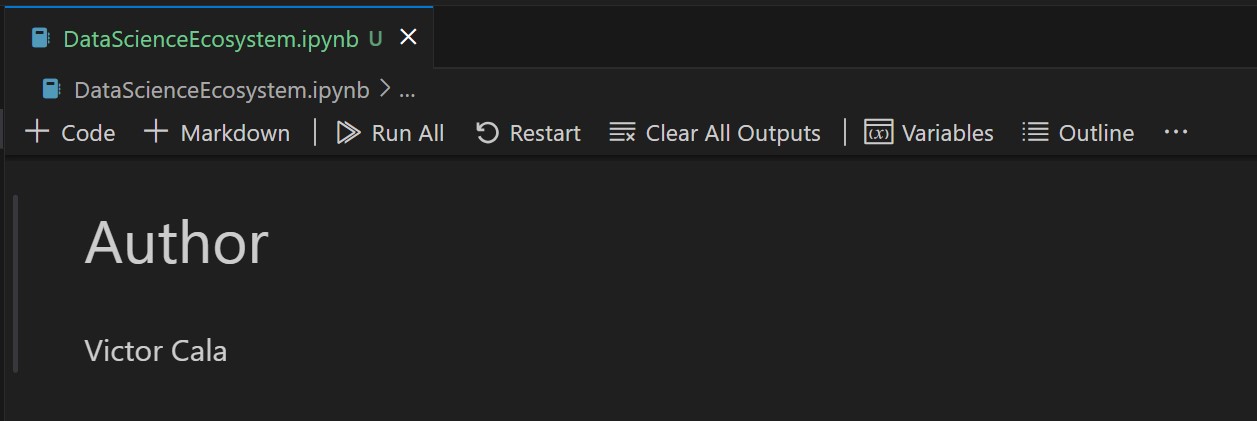 DataScienceEcosystem.ipynb U
DataScienceEcosystem.ipynb > ...
Code Markdown Run All Restart Clear All Outputs (x) Variables Outline ...
Author
Victor Cala